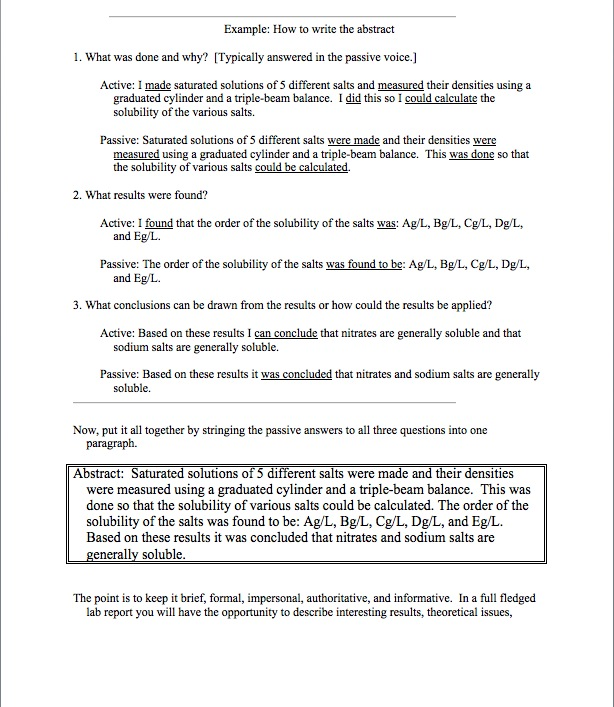 Example: How to write the abstract
1. What was done and why?  [Typically answered in the passive voice.]
Active: I made saturated solutions of 5 different salts and measured their densities using a
graduated cylinder and a triple-beam balance.  I did this so I could calculate the
solubility of the various salts.
Passive: Saturated solutions of 5 different salts were made and their densities were
measured using a graduated cylinder and a triple-beam balance.  This was done so that
the solubility of various salts could be calculated.
2. What results were found?
Active: I found that the order of the solubility of the salts was: Ag/L, Bg/L, Cg/L, Dg/L,
and Eg/L.
Passive: The order of the solubility of the salts was found to be: Ag/L, Bg/L, Cg/L, Dg/L,
and Eg/L.
3. What conclusions can be drawn from the results or how could the results be applied?
Active: Based on these results I can conclude that nitrates are generally soluble and that
sodium salts are generally soluble.
Passive: Based on these results it was concluded that nitrates and sodium salts are generally
soluble.
Now, put it all together by stringing the passive answers to all three questions into one
paragraph.
Abstract:  Saturated solutions of 5 different salts were made and their densities
were measured using a graduated cylinder and a triple-beam balance.  This was
done so that the solubility of various salts could be calculated. The order of the
solubility of the salts was found to be: Ag/L, Bg/L, Cg/L, Dg/L, and Eg/L.
Based on these results it was concluded that nitrates and sodium salts are
generally soluble.
The point is to keep it brief, formal, impersonal, authoritative, and informative.  In a full fledged
lab report you will have the opportunity to describe interesting results, theoretical issues,